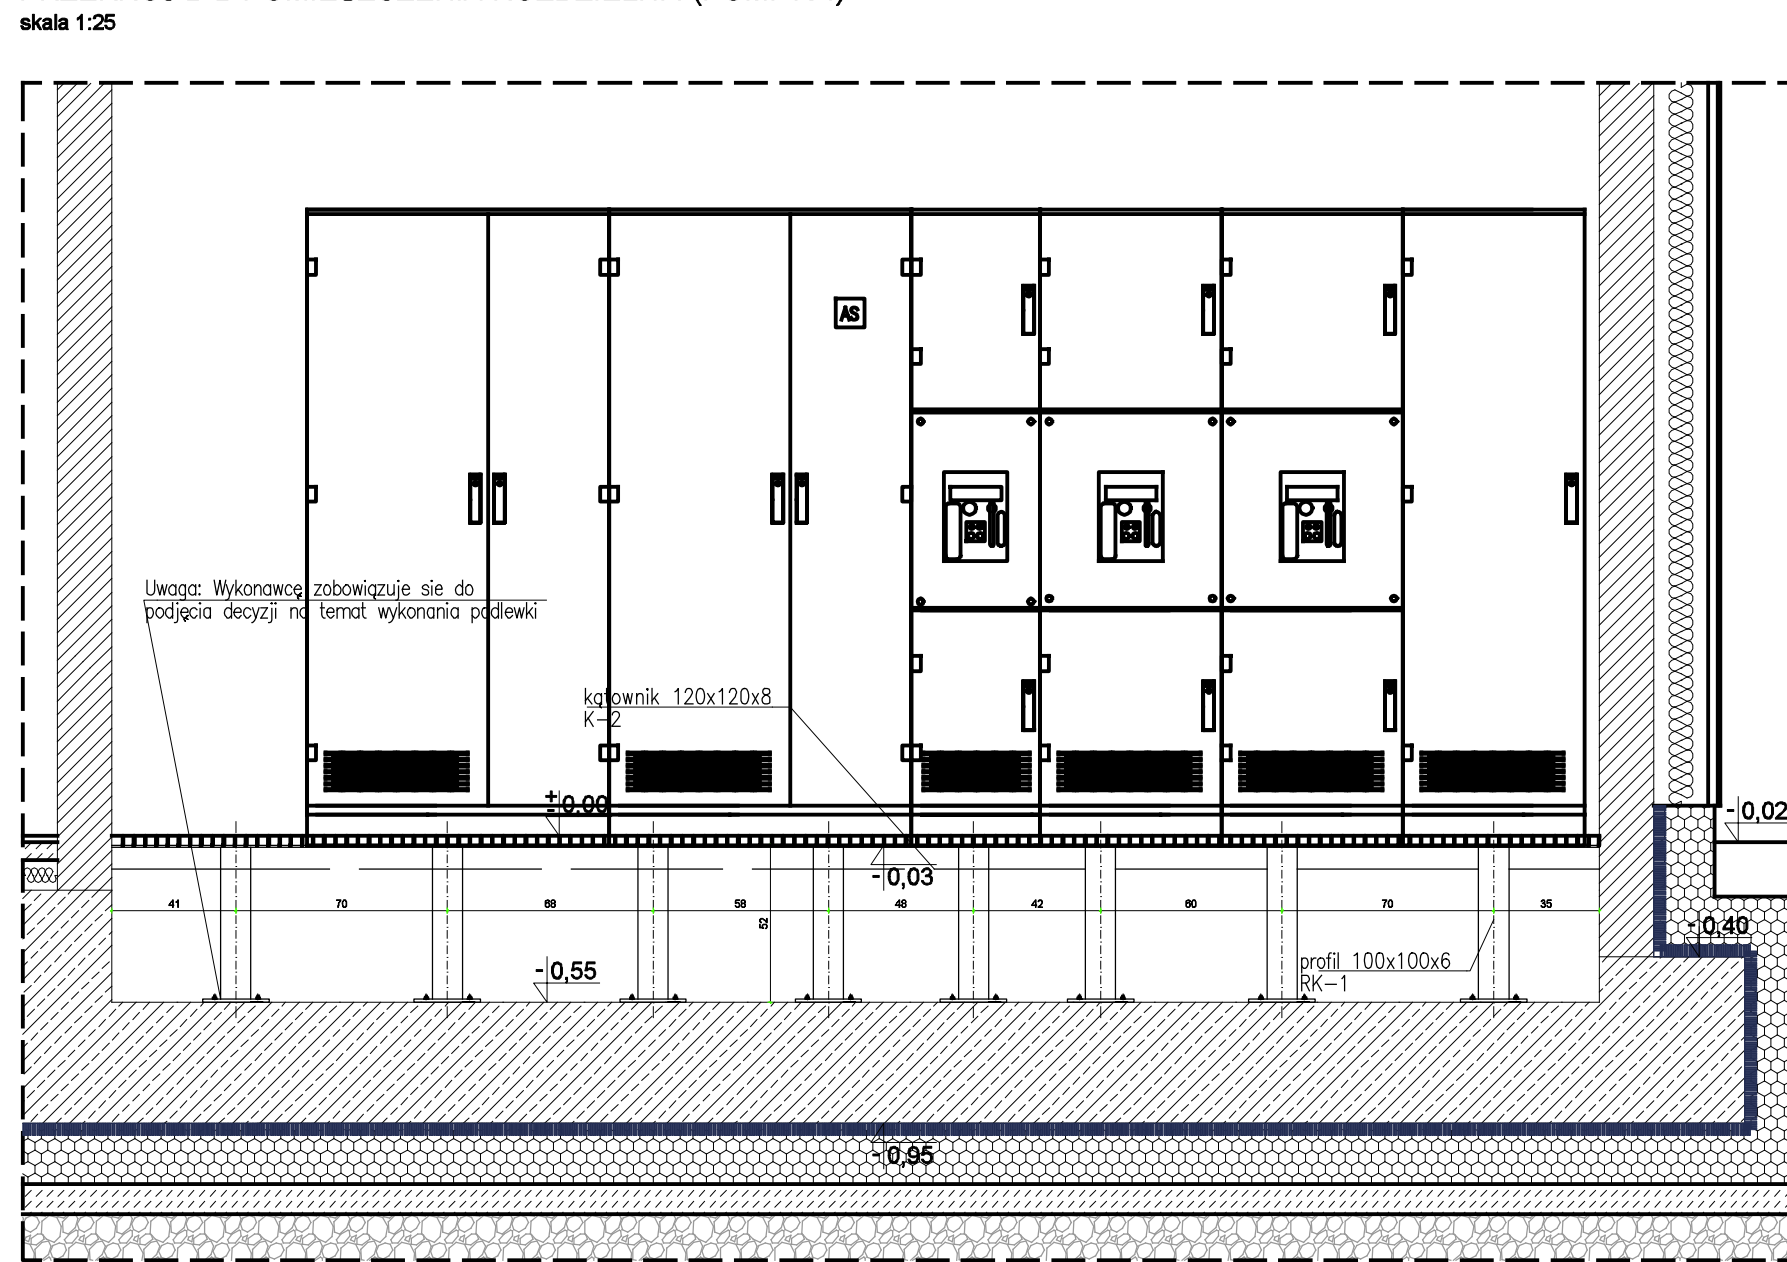 skala 1:25
AS
Uwaga: Wykonawcę zobowiązuje sie do
podjęcia decyzji na temat wykonania podlewki
kątownik 120x120x8
K-2
±0.00
-0,02
-0,03
41
70
68
58
48
42
60
70
35
52
-0,40
-0,55
profil 100x100x6
RK-1
-0,95